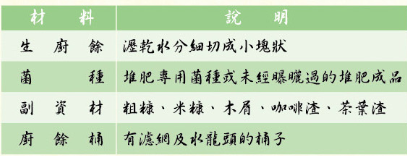 材料 說明
生廚餘 瀝乾水分細切成小塊狀
菌種 堆肥專用菌種或未經曝曬過的堆肥成品
副資材 粗糠、米糠、木屑、咖啡渣、茶葉渣
廚餘桶 有濾網及水龍頭的桶子